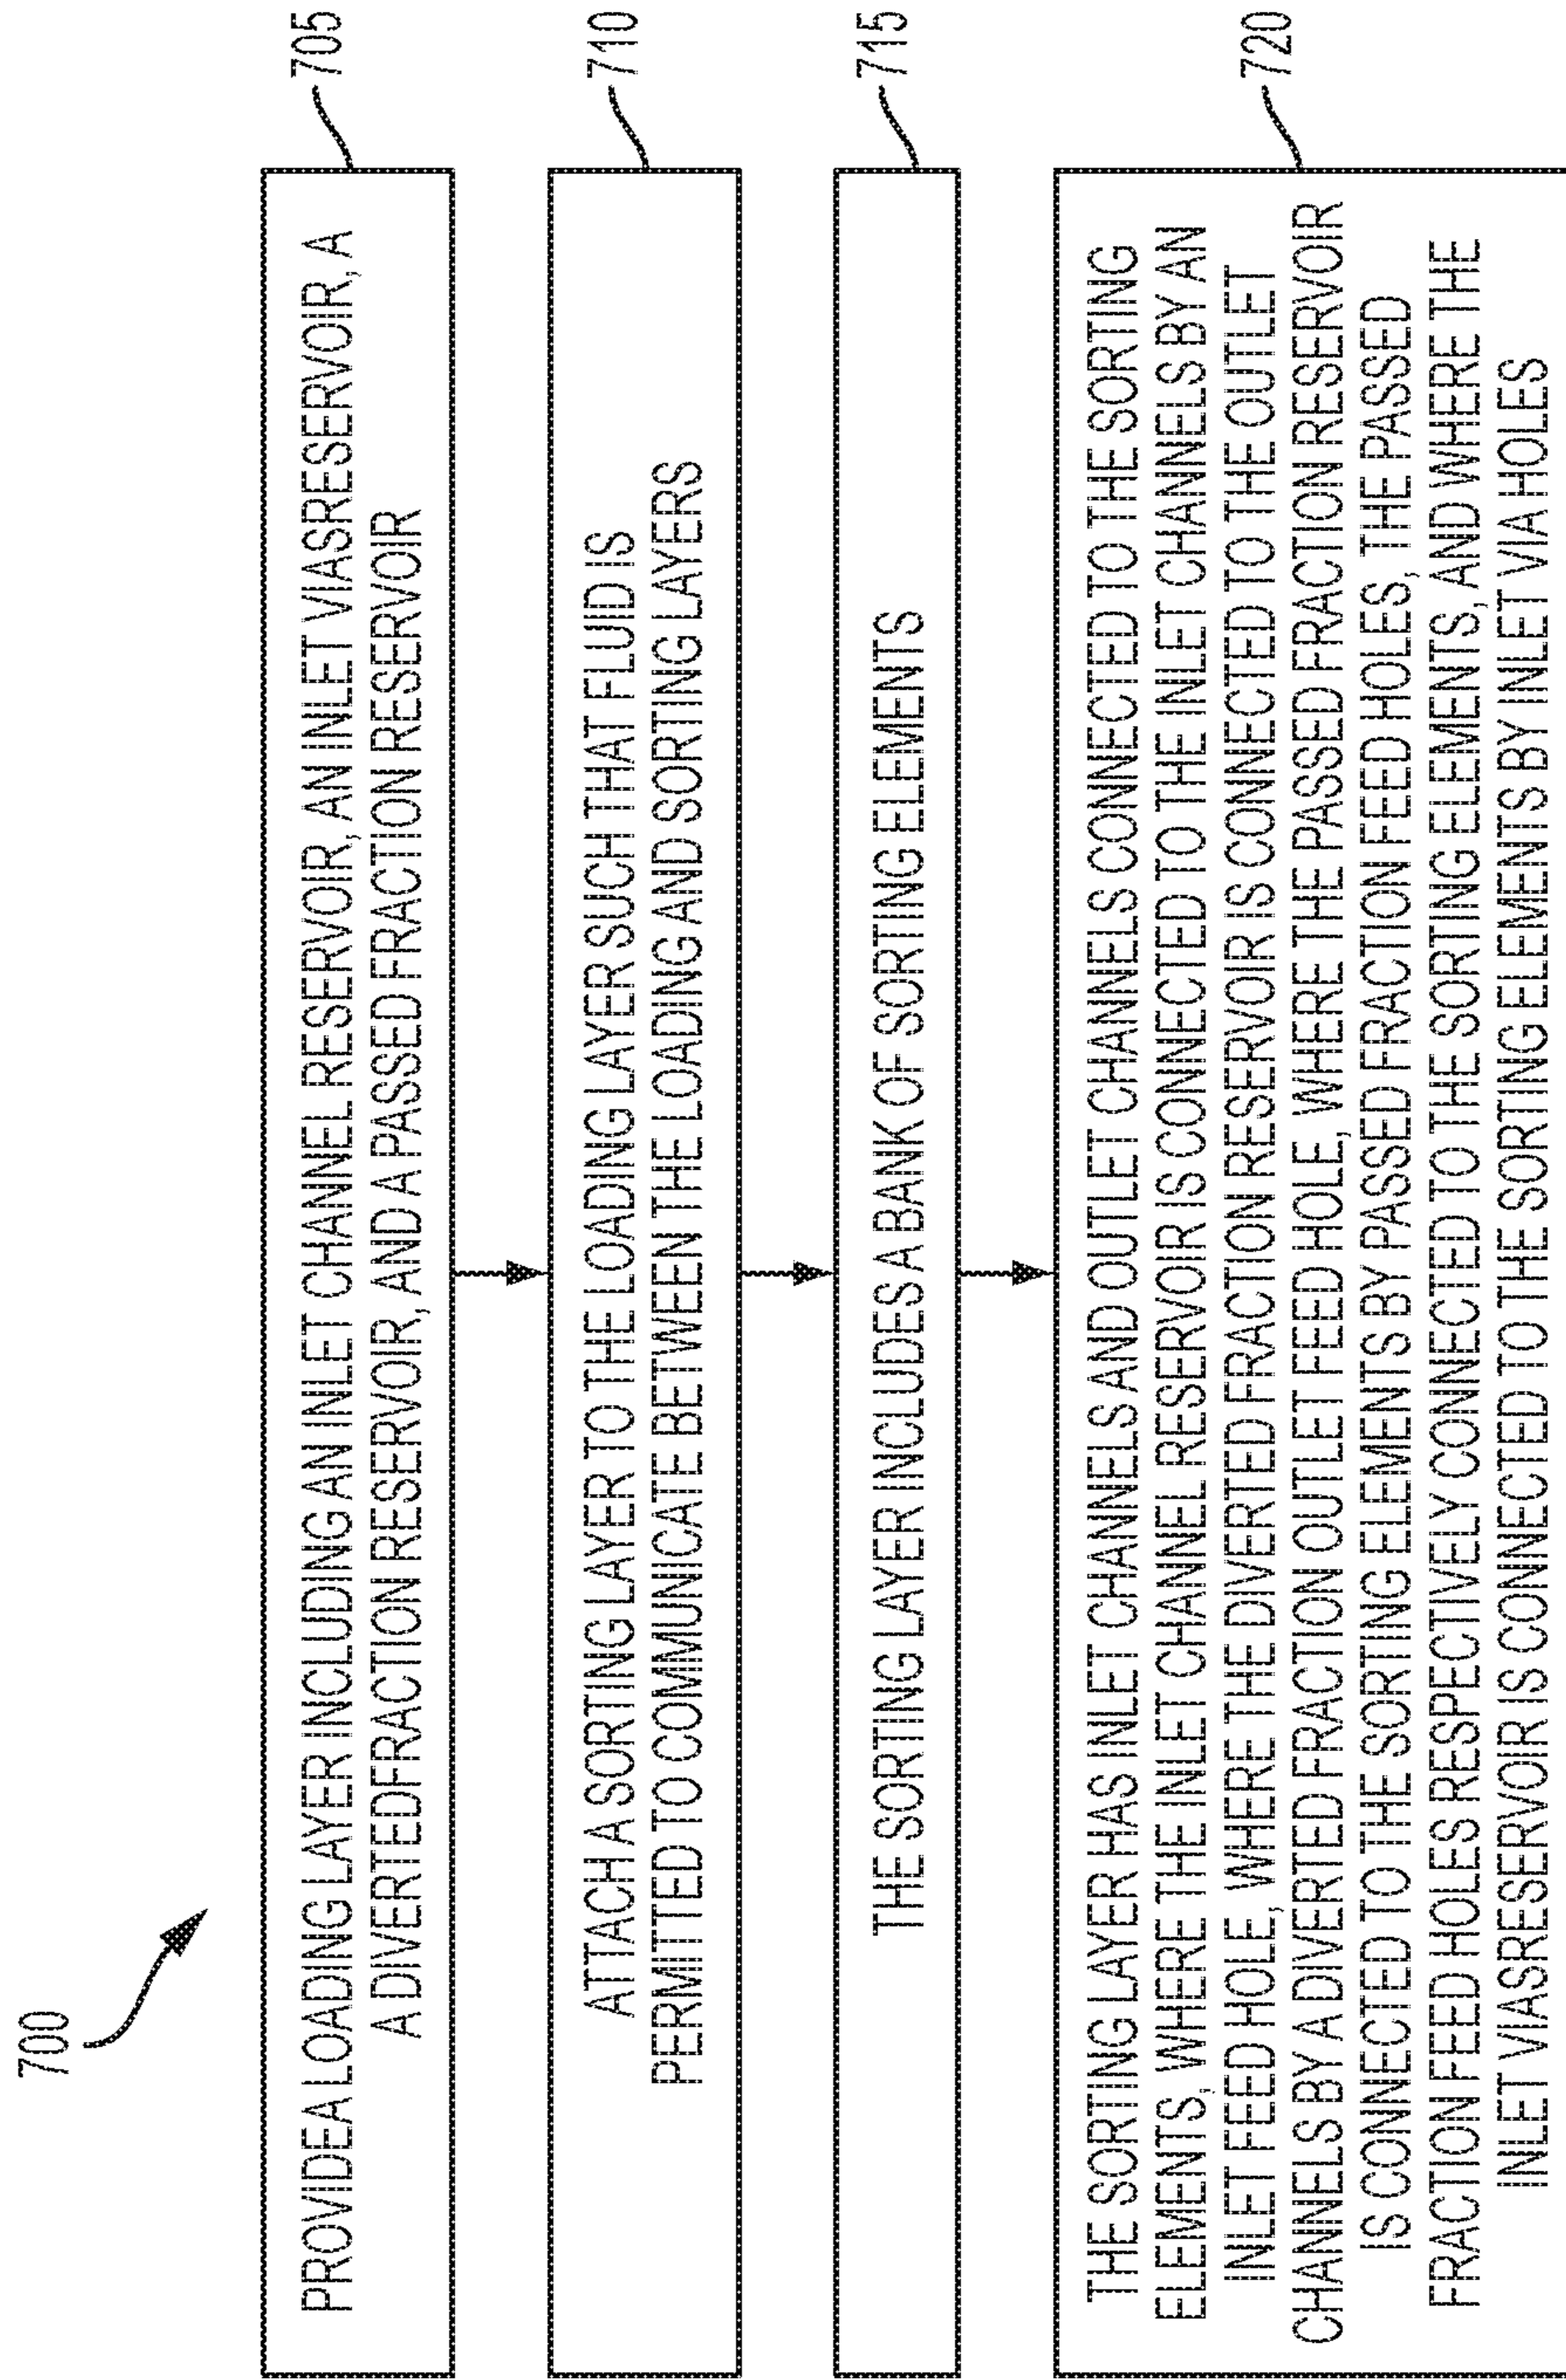 700
PROVIDEA LOADING LAYER INCLUDING AN INLET CHANNEL RESERVOIR, AN INLET VIASRESERVOIR, A
A DIVERTEDFRACTION RESERVOIR, AND A PASSED FRACTION RESERVOIR
705
ATTACH A SORTING LAYER TO THE LOADING LAYER SUCH THAT FLUID IS
PERMITTED TO COMMUNICATE BETWEEN THE LOADING AND SORTING LAYERS
710
THE SORTING LAYER INCLUDES A BANK OF SORTING ELEMENTS
715
THE SORTING LAYER HAS INLET CHANNELS AND OUTLET CHANNELS CONNECTED TO THE SORTING
ELEMENTS, WHERE THE INLET CHANNEL RESERVOIR IS CONNECTED TO THE INLET CHANNELS BY AN
INLET FEED HOLE, WHERE THE DIVERTED FRACTION RESERVOIR IS CONNECTED TO THE OUTLET
CHANNELS BY A DIVERTED FRACTION OUTLET FEED HOLE, WHERE THE PASSED FRACTION RESERVOIR
IS CONNECTED TO THE SORTING ELEMENTS BY PASSED FRACTION FEED HOLES, THE PASSED
FRACTION FEED HOLES RESPECTIVELY CONNECTED TO THE SORTING ELEMENTS, AND WHERE THE
INLET VIASRESERVOIR IS CONNECTED TO THE SORTING ELEMENTS BY INLET VIA HOLES
720